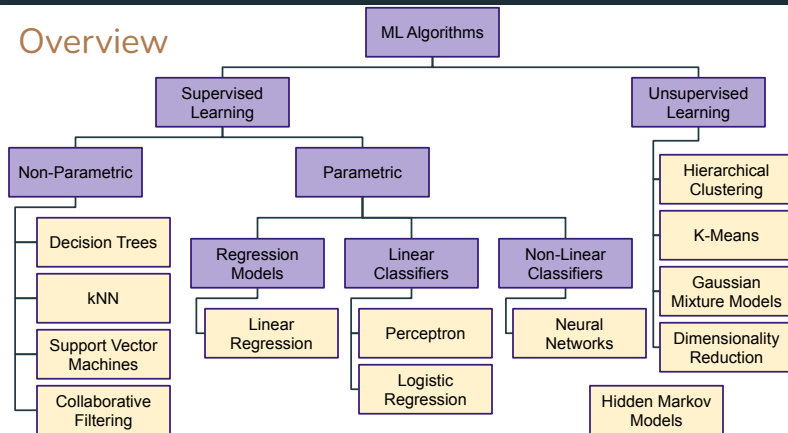 Overview
ML Algorithms
Supervised
Learning
Unsupervised
Learning
Non-Parametric
Parametric
Decision Trees
kNN
Support Vector
Machines
Collaborative
Filtering
Regression
Models
Linear
Regression
Linear
Classifiers
Perceptron
Logistic
Regression
Non-Linear
Classifiers
Neural
Networks
Hierarchical
Clustering
K-Means
Gaussian
Mixture Models
Dimensionality
Reduction
Hidden Markov
Models